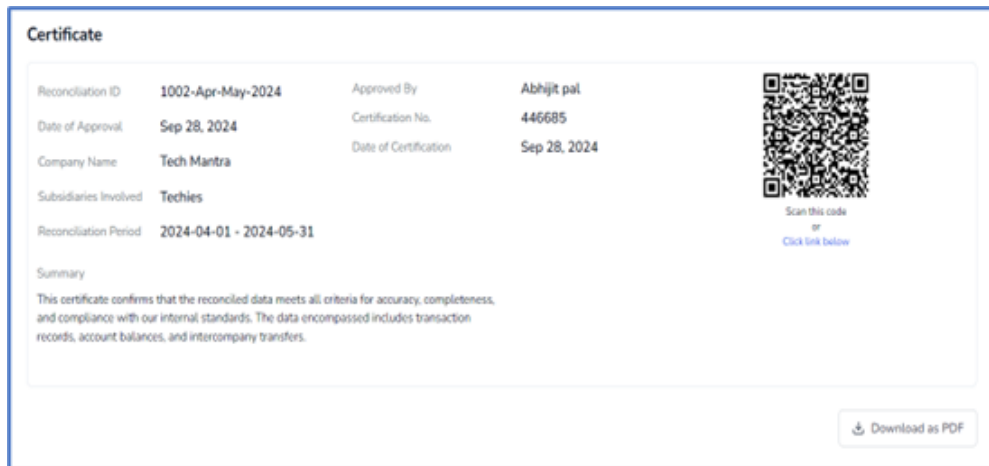 Certificate
Reconciliation ID 1002-Apr-May-2024
Date of Approval Sep 28, 2024
Company Name Tech Mantra
Subsidiaries Involved Techies
Reconciliation Period 2024-04-01 - 2024-05-31
Approved By Abhijit pal
Certification No. 446685
Date of Certification Sep 28, 2024
Scan this code
or
Click link below
Summary
This certificate confirms that the reconciled data meets all criteria for accuracy, completeness,
and compliance with our internal standards. The data encompassed includes transaction
records, account balances, and intercompany transfers.
Download as PDF